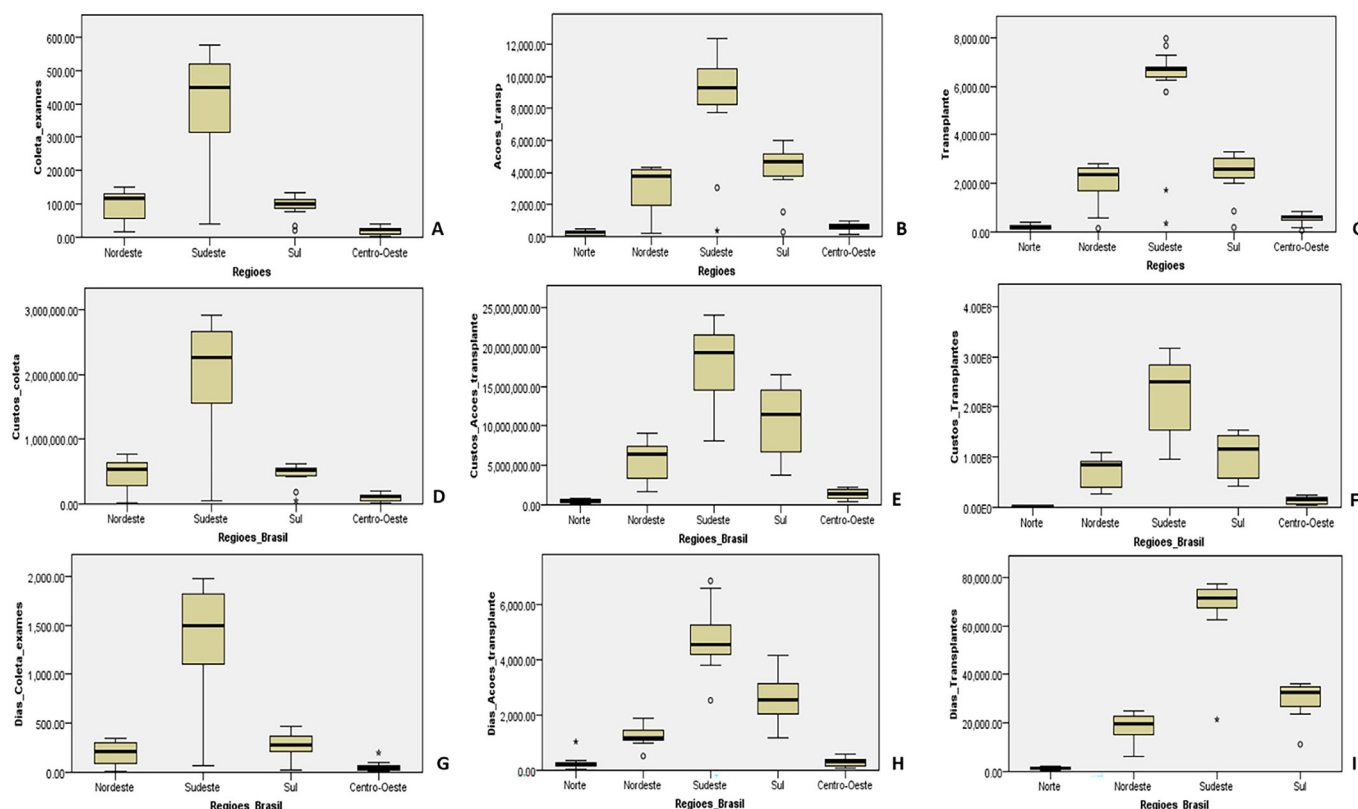 600.00
500.00
400.00
300.00
200.00
100.00
0.00
Coleta_exames
Nordeste Sudeste Sul Centro-Oeste
Regioes
A
12,000.00
10,000.00
8,000.00
6,000.00
4,000.00
2,000.00
0.00
Acoes_transp
Norte Nordeste Sudeste Sul Centro-Oeste
Regioes
B
8,000.00
6,000.00
4,000.00
2,000.00
0.00
Transplante
Norte Nordeste Sudeste Sul Centro-Oeste
Regioes
C
3,000,000.00
2,000,000.00
1,000,000.00
0.00
Custos_coleta
Nordeste Sudeste Sul Centro-Oeste
Regioes_Brasil
D
25,000,000.00
20,000,000.00
15,000,000.00
10,000,000.00
5,000,000.00
0.00
Custos_Acoes_transplante
Norte Nordeste Sudeste Sul Centro-Oeste
Regioes_Brasil
E
4.00E8
3.00E8
2.00E8
1.00E8
0.00E0
Custos_Transplantes
Norte Nordeste Sudeste Sul Centro-Oeste
Regioes_Brasil
F
2,000.00
1,500.00
1,000.00
500.00
0.00
Dias_Coleta_exames
Nordeste Sudeste Sul Centro-Oeste
Regioes_Brasil
G
6,000.00
4,000.00
2,000.00
0.00
Dias_Acoes_transplante
Norte Nordeste Sudeste Sul Centro-Oeste
Regioes_Brasil
H
80,000.00
60,000.00
40,000.00
20,000.00
0.00
Dias_Transplantes
Norte Nordeste Sudeste Sul
Regioes_Brasil
I